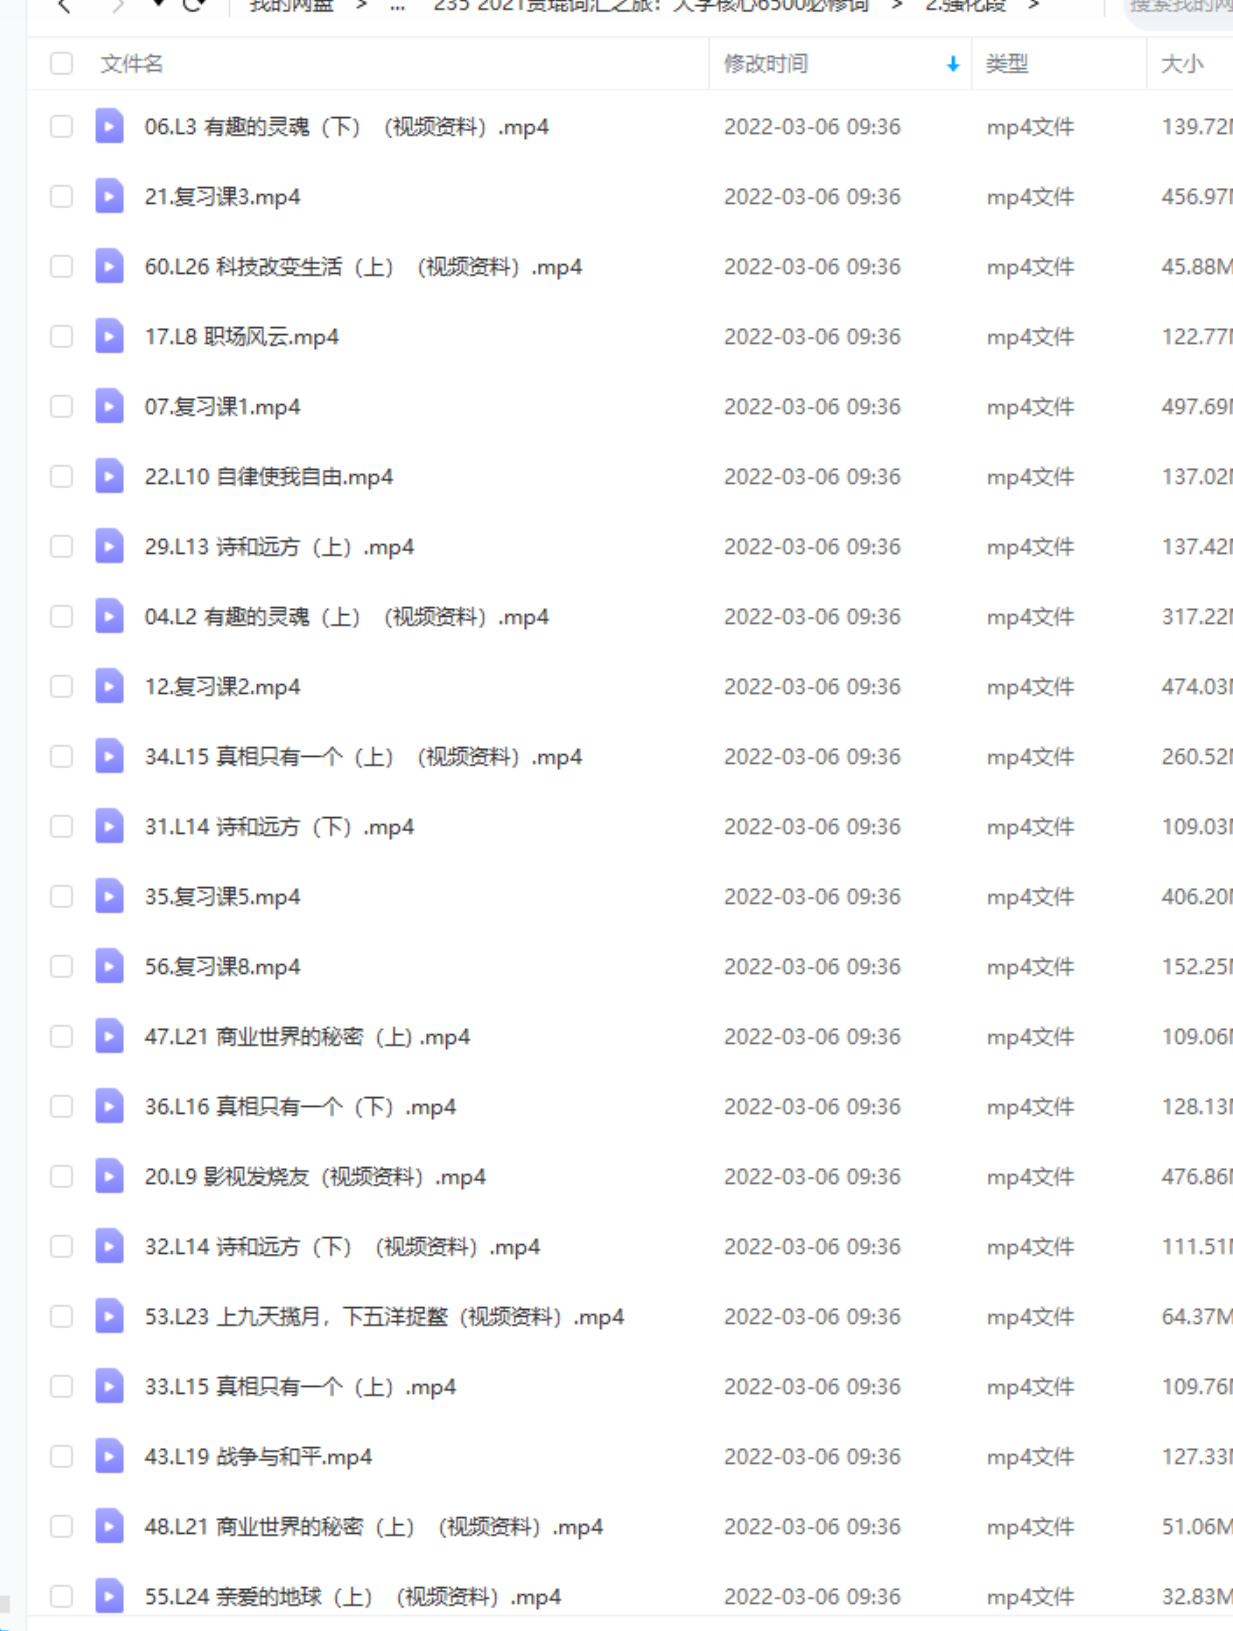 我的网盘 > ... 235 2021贾琨词汇之旅：大学核心6500必修词 > 2.强化段 >
文件名 修改时间 类型 大小
06.L3 有趣的灵魂（下）（视频资料）.mp4 2022-03-06 09:36 mp4文件 139.72
21.复习课3.mp4 2022-03-06 09:36 mp4文件 456.97
60.L26 科技改变生活（上）（视频资料）.mp4 2022-03-06 09:36 mp4文件 45.88M
17.L8 职场风云.mp4 2022-03-06 09:36 mp4文件 122.77
07.复习课1.mp4 2022-03-06 09:36 mp4文件 497.69
22.L10 自律使我自由.mp4 2022-03-06 09:36 mp4文件 137.02
29.L13 诗和远方（上）.mp4 2022-03-06 09:36 mp4文件 137.42
04.L2 有趣的灵魂（上）（视频资料）.mp4 2022-03-06 09:36 mp4文件 317.22
12.复习课2.mp4 2022-03-06 09:36 mp4文件 474.03
34.L15 真相只有一个（上）（视频资料）.mp4 2022-03-06 09:36 mp4文件 260.52
31.L14 诗和远方（下）.mp4 2022-03-06 09:36 mp4文件 109.03
35.复习课5.mp4 2022-03-06 09:36 mp4文件 406.20
56.复习课8.mp4 2022-03-06 09:36 mp4文件 152.25
47.L21 商业世界的秘密（上) .mp4 2022-03-06 09:36 mp4文件 109.06
36.L16 真相只有一个（下）.mp4 2022-03-06 09:36 mp4文件 128.13
20.L9 影视发烧友（视频资料）.mp4 2022-03-06 09:36 mp4文件 476.86
32.L14 诗和远方（下）（视频资料）.mp4 2022-03-06 09:36 mp4文件 111.51
53.L23 上九天揽月，下五洋捉鳖（视频资料）.mp4 2022-03-06 09:36 mp4文件 64.37M
33.L15 真相只有一个（上）.mp4 2022-03-06 09:36 mp4文件 109.76
43.L19 战争与和平.mp4 2022-03-06 09:36 mp4文件 127.33
48.L21 商业世界的秘密（上）（视频资料）.mp4 2022-03-06 09:36 mp4文件 51.06M
55.L24 亲爱的地球（上）（视频资料）.mp4 2022-03-06 09:36 mp4文件 32.83M